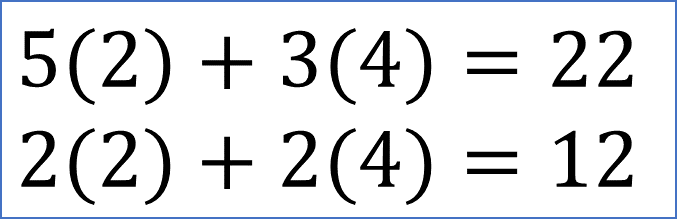 5(2) + 3(4) = 22
2(2) + 2(4) = 12